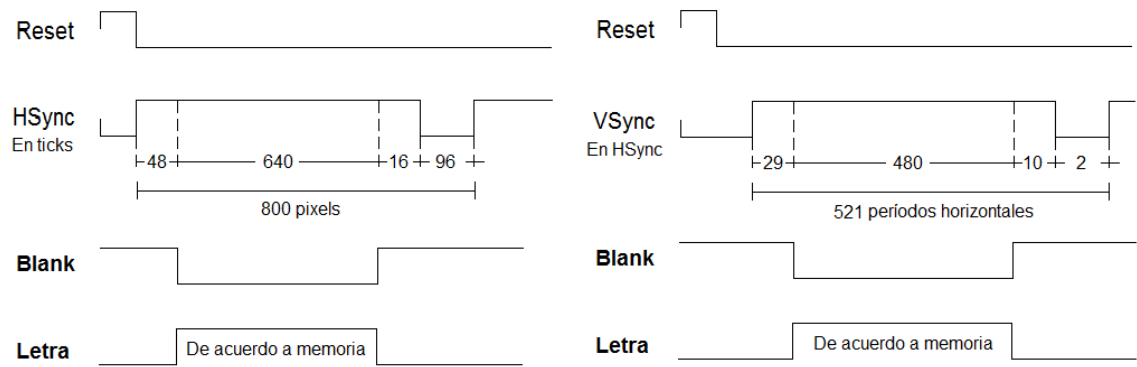 Reset
HSync
En ticks
48 640 16 96
800 pixels
Blank
Letra
De acuerdo a memoria
Reset
VSync
En HSync
29 480 10 2
521 períodos horizontales
Blank
Letra
De acuerdo a memoria